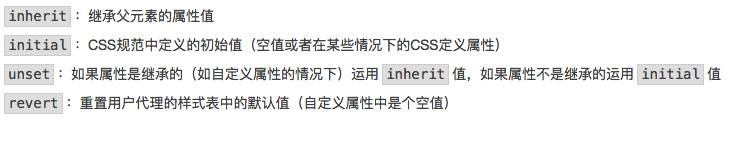 inherit：继承父元素的属性值
initial：CSS规范中定义的初始值（空值或者在某些情况下的CSS定义属性）
unset：如果属性是继承的（如自定义属性的情况下）运用 inherit 值，如果属性不是继承的运用 initial 值
revert：重置用户代理的样式表中的默认值（自定义属性中是个空值）